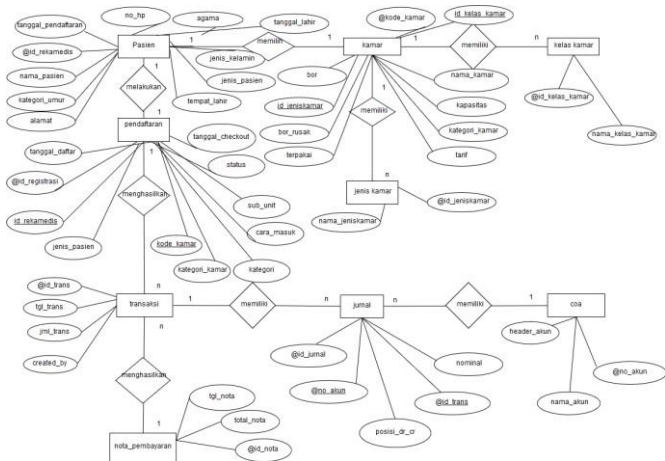 no_hp
agama
tanggal_lahir
tanggal_pendaftaran
@id_rekamedis
nama_pasien
kategori_umur
alamat
Pasien
jenis_kelamin
jenis_pasien
tempat_lahir
1
memilih
1
@kode_kamar
id_kelas_kamar
kamar
1
memiliki
n
kelas kamar
@id_kelas_kamar
nama_kelas_kamar
bor
id_jeniskamar
bor_rusak
terpakai
nama_kamar
kapasitas
kategori_kamar
tarif
1
memiliki
n
jenis kamar
nama_jeniskamar
@id_jeniskamar
1
melakukan
1
pendaftaran
tanggal_checkout
status
tanggal_daftar
@id_registrasi
id_rekamedis
jenis_pasien
kode_kamar
kategori_kamar
kategori
cara_masuk
sub_unit
1
menghasilkan
n
transaksi
@id_trans
tgl_trans
jml_trans
created_by
1
memiliki
n
jurnal
n
memiliki
1
coa
@id_jurnal
@no_akun
posisi_dr_cr
@id_trans
nominal
header_akun
nama_akun
@no_akun
n
menghasilkan
1
nota_pembayaran
tgl_nota
total_nota
@id_nota